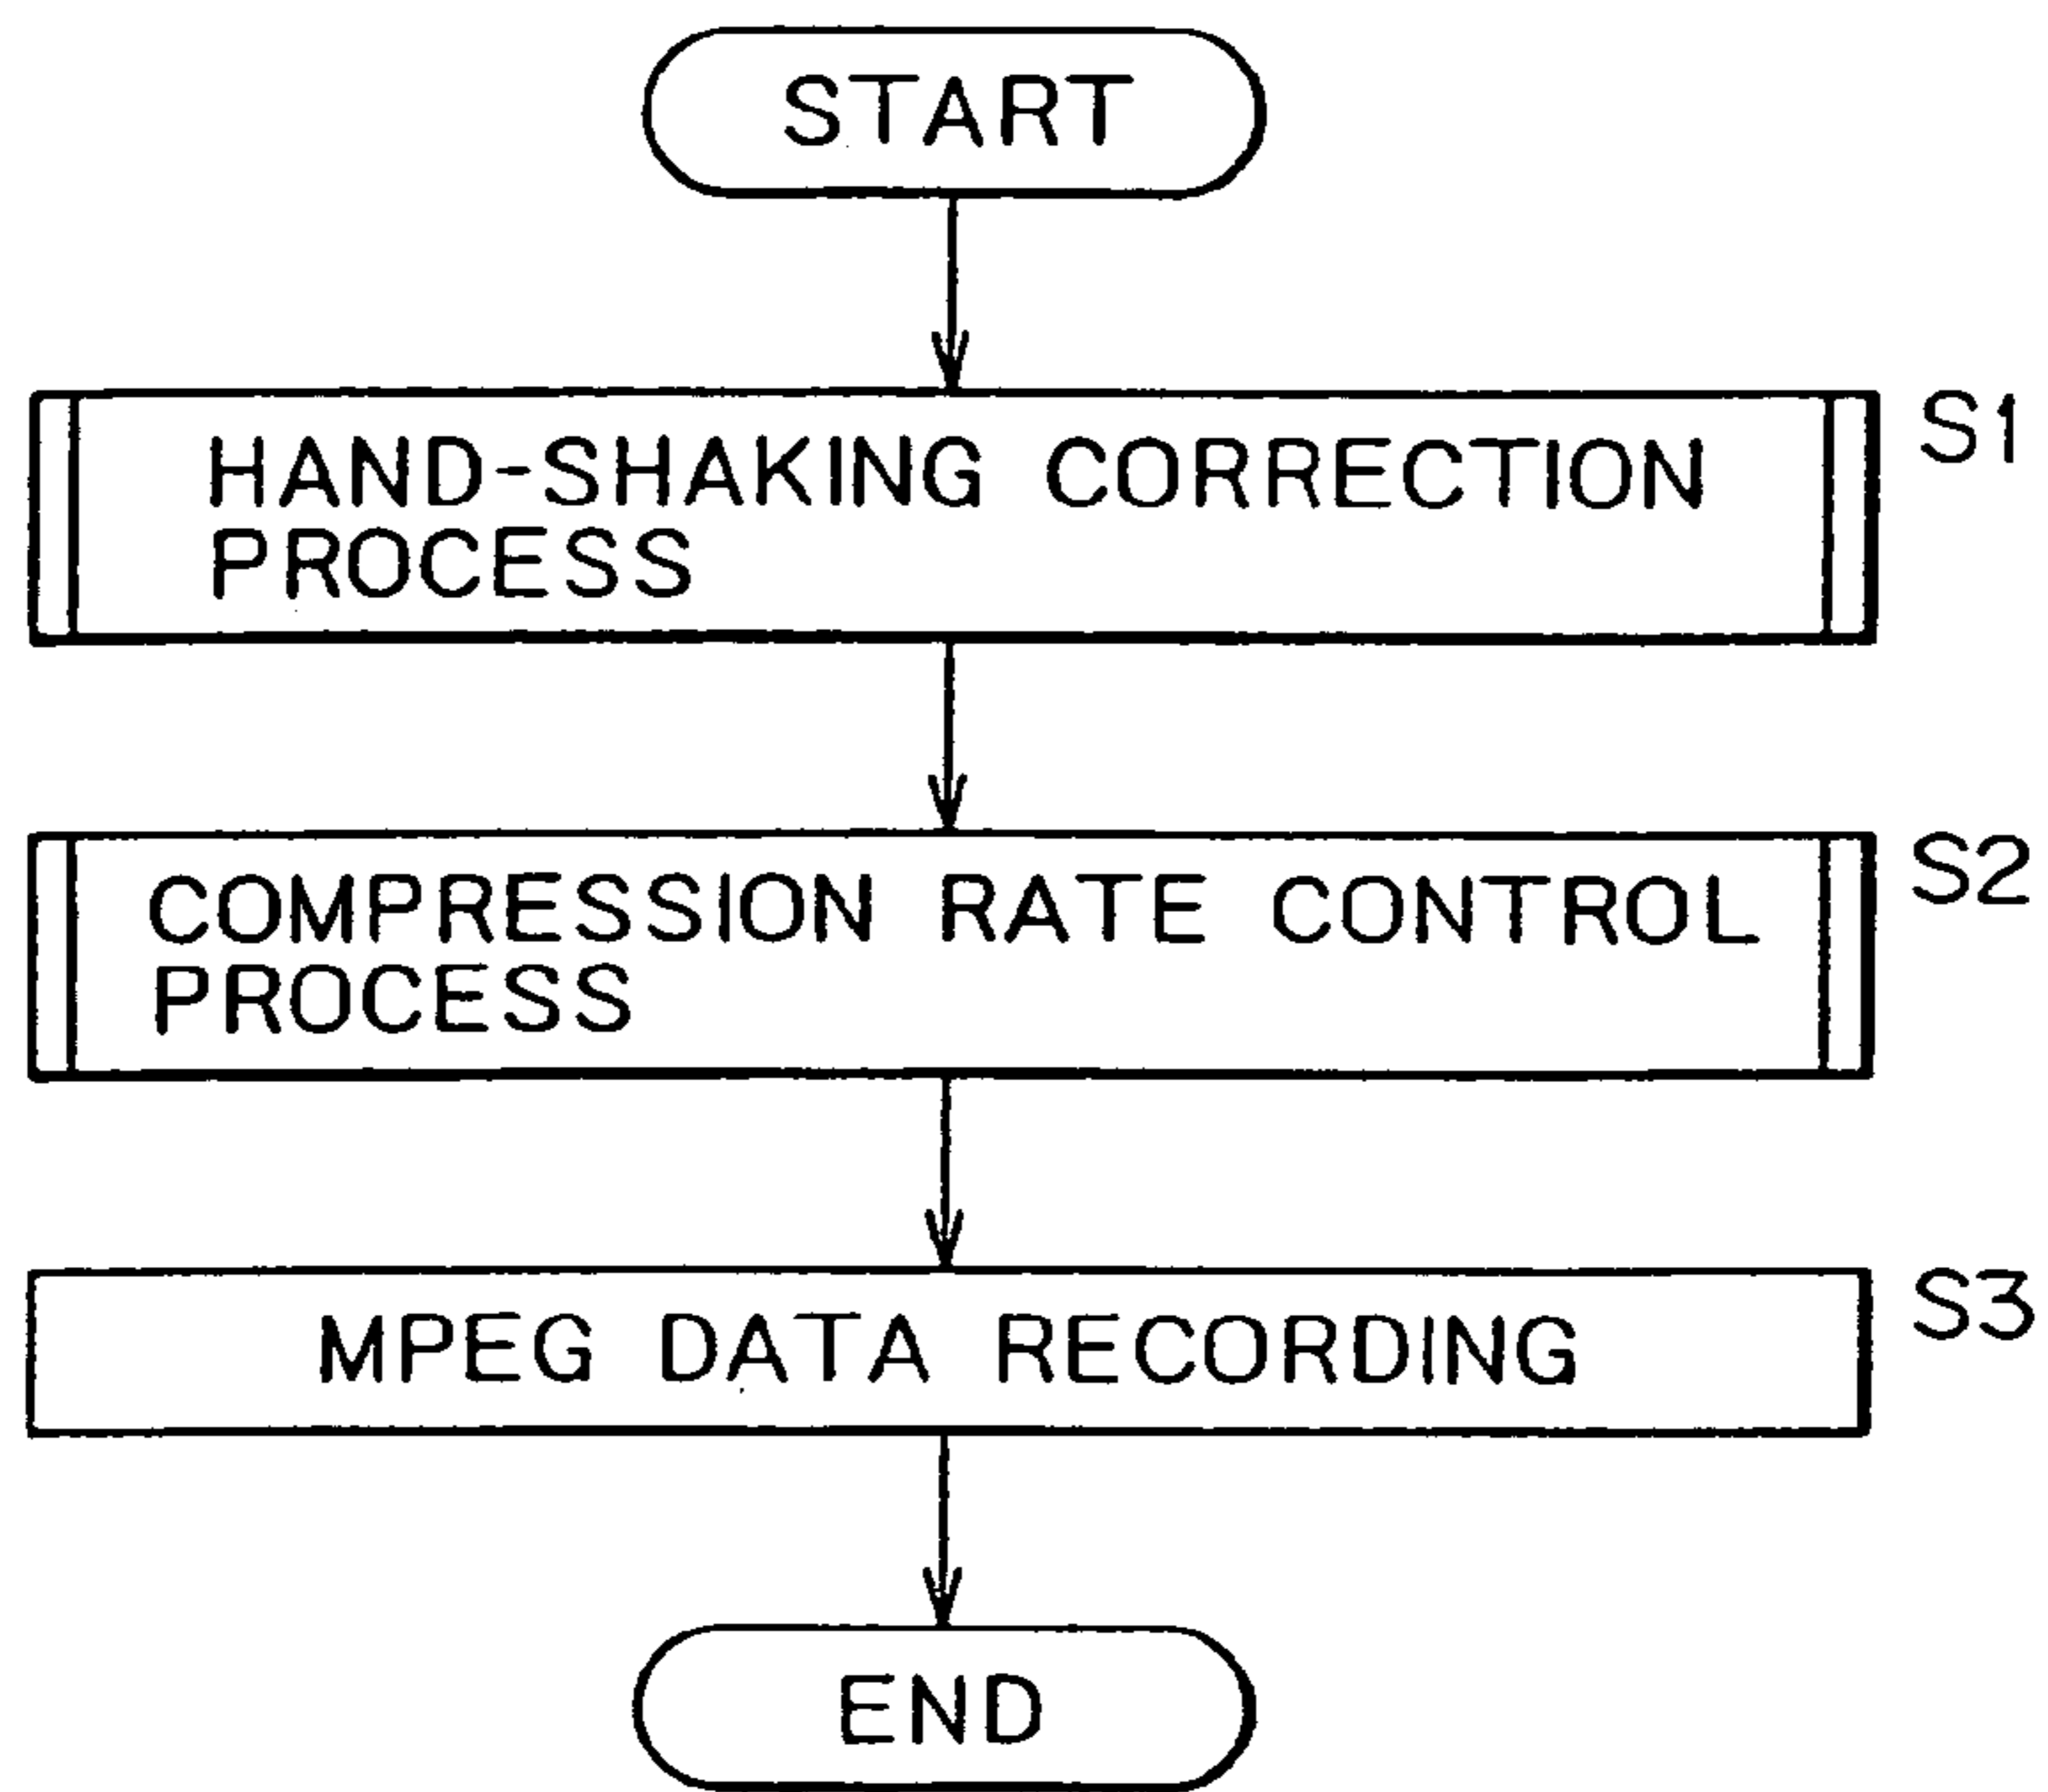 START
HAND-SHAKING CORRECTION
PROCESS
S1
COMPRESSION RATE CONTROL
PROCESS
S2
MPEG DATA RECORDING
S3
END